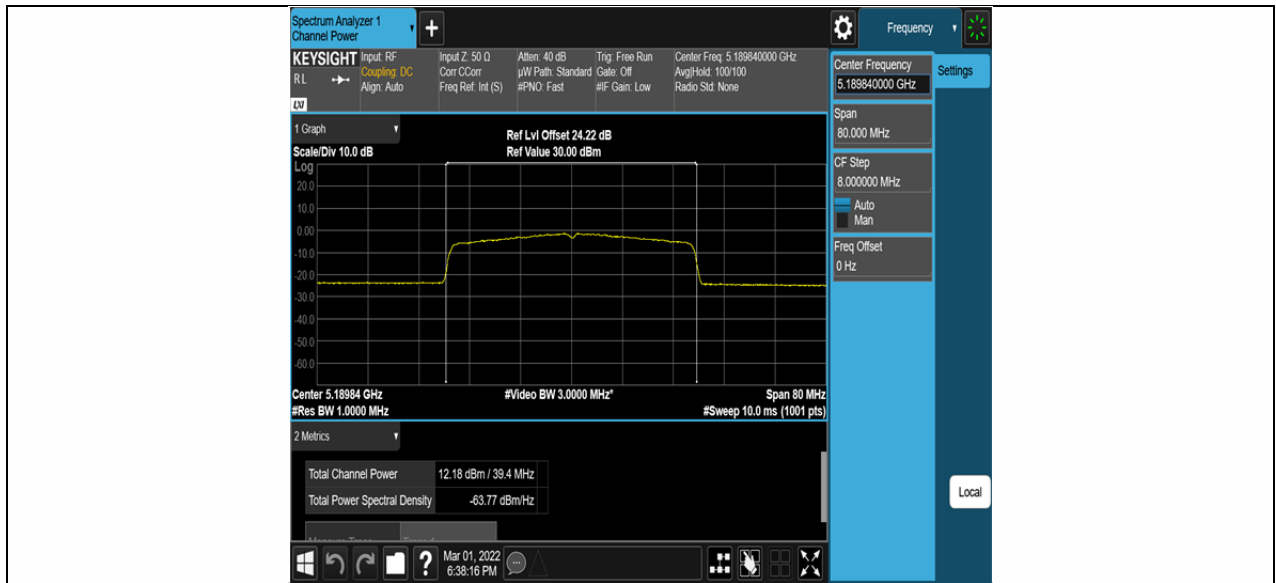 Spectrum Analyzer 1
Channel Power
+
Frequency
KEYSIGHT
RL
LXI
Input: RF
Coupling: DC
Align: Auto
Input Z: 50 Ω
Corr CCorr
Freq Ref: Int (S)
Atten: 40 dB
µW Path: Standard
#PNO: Fast
Trig: Free Run
Gate: Off
#IF Gain: Low
Center Freq: 5.189840000 GHz
Avg|Hold: 100/100
Radio Std: None
Center Frequency
5.189840000 GHz
Settings
Span
80.000 MHz
CF Step
8.000000 MHz
Auto
Man
Freq Offset
0 Hz
Local
1 Graph
Scale/Div 10.0 dB
Ref Lvl Offset 24.22 dB
Ref Value 30.00 dBm
Log
20.0
10.0
0.00
-10.0
-20.0
-30.0
-40.0
-50.0
-60.0
Center 5.18984 GHz
#Video BW 3.0000 MHz*
Span 80 MHz
#Res BW 1.0000 MHz
#Sweep 10.0 ms (1001 pts)
2 Metrics
Total Channel Power 12.18 dBm / 39.4 MHz
Total Power Spectral Density -63.77 dBm/Hz
?
Mar 01, 2022
6:38:16 PM